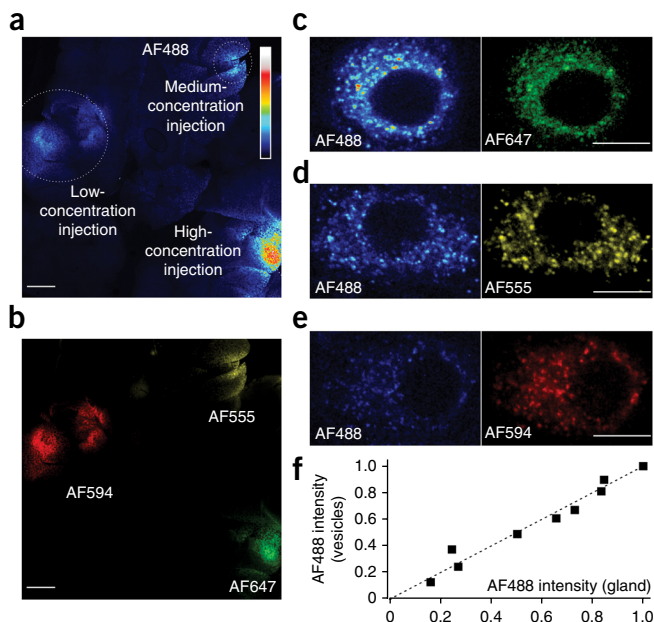 a
AF488
Medium-
concentration
injection
Low-
concentration
injection
High-
concentration
injection
b
AF555
AF594
AF647
c
AF488
AF647
d
AF488
AF555
e
AF488
AF594
f
AF488 intensity
(vesicles)
1.0
0.8
0.6
0.4
0.2
0
AF488 intensity (gland)
0
0.2
0.4
0.6
0.8
1.0